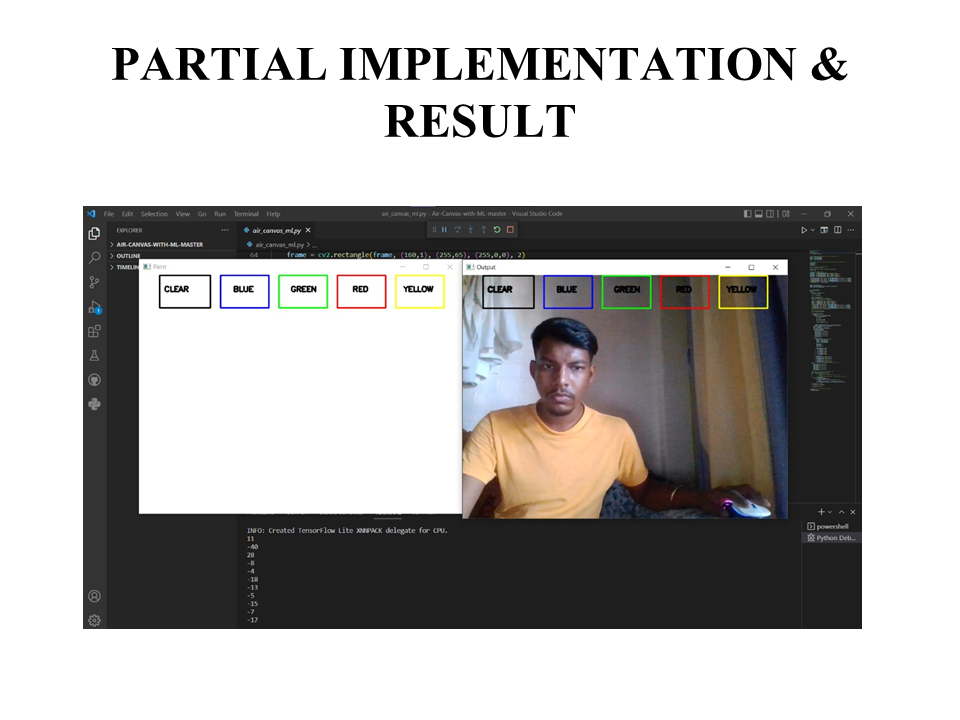 PARTIAL IMPLEMENTATION &
RESULT
File Edit Selection View Go Run Terminal Help
air_canvas_ml.py - Air-Canvas-with-ML-master - Visual Studio Code
EXPLORER
air_canvas_ml.py
AIR-CANVAS-WITH-ML-MASTER
air_canvas_ml.py > ...
OUTLINE
64 frame = cv2.rectangle(frame, (160,1), (255,65), (255,0,0), 2)
TIMELIN
Paint
Output
CLEAR BLUE GREEN RED YELLOW
CLEAR BLUE GREEN RED YELLOW
powershell
Python Deb...
INFO: Created TensorFlow Lite XNNPACK delegate for CPU.
11
-40
28
-8
-4
-18
-13
-5
-15
-7
-17